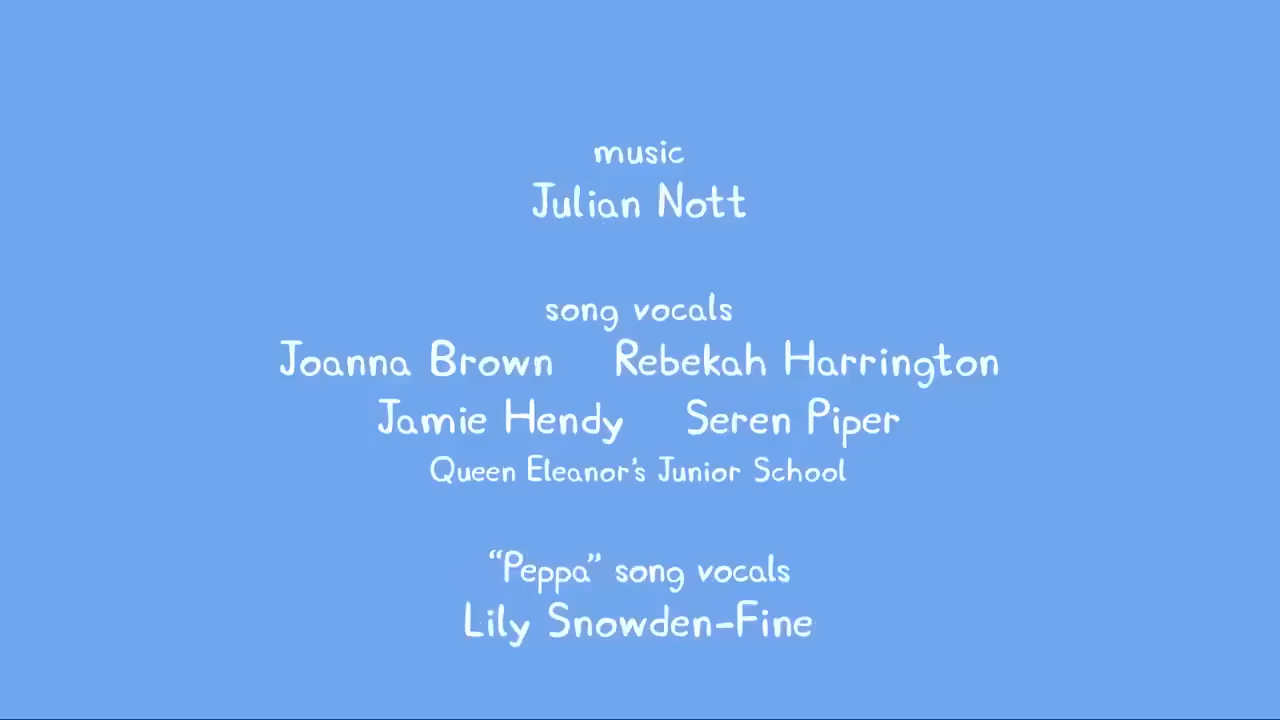 music
Julian Nott
song vocals
Joanna Brown Rebekah Harrington
Jamie Hendy Seren Piper
Queen Eleanor's Junior School
“Peppa” song vocals
Lily Snowden-Fine